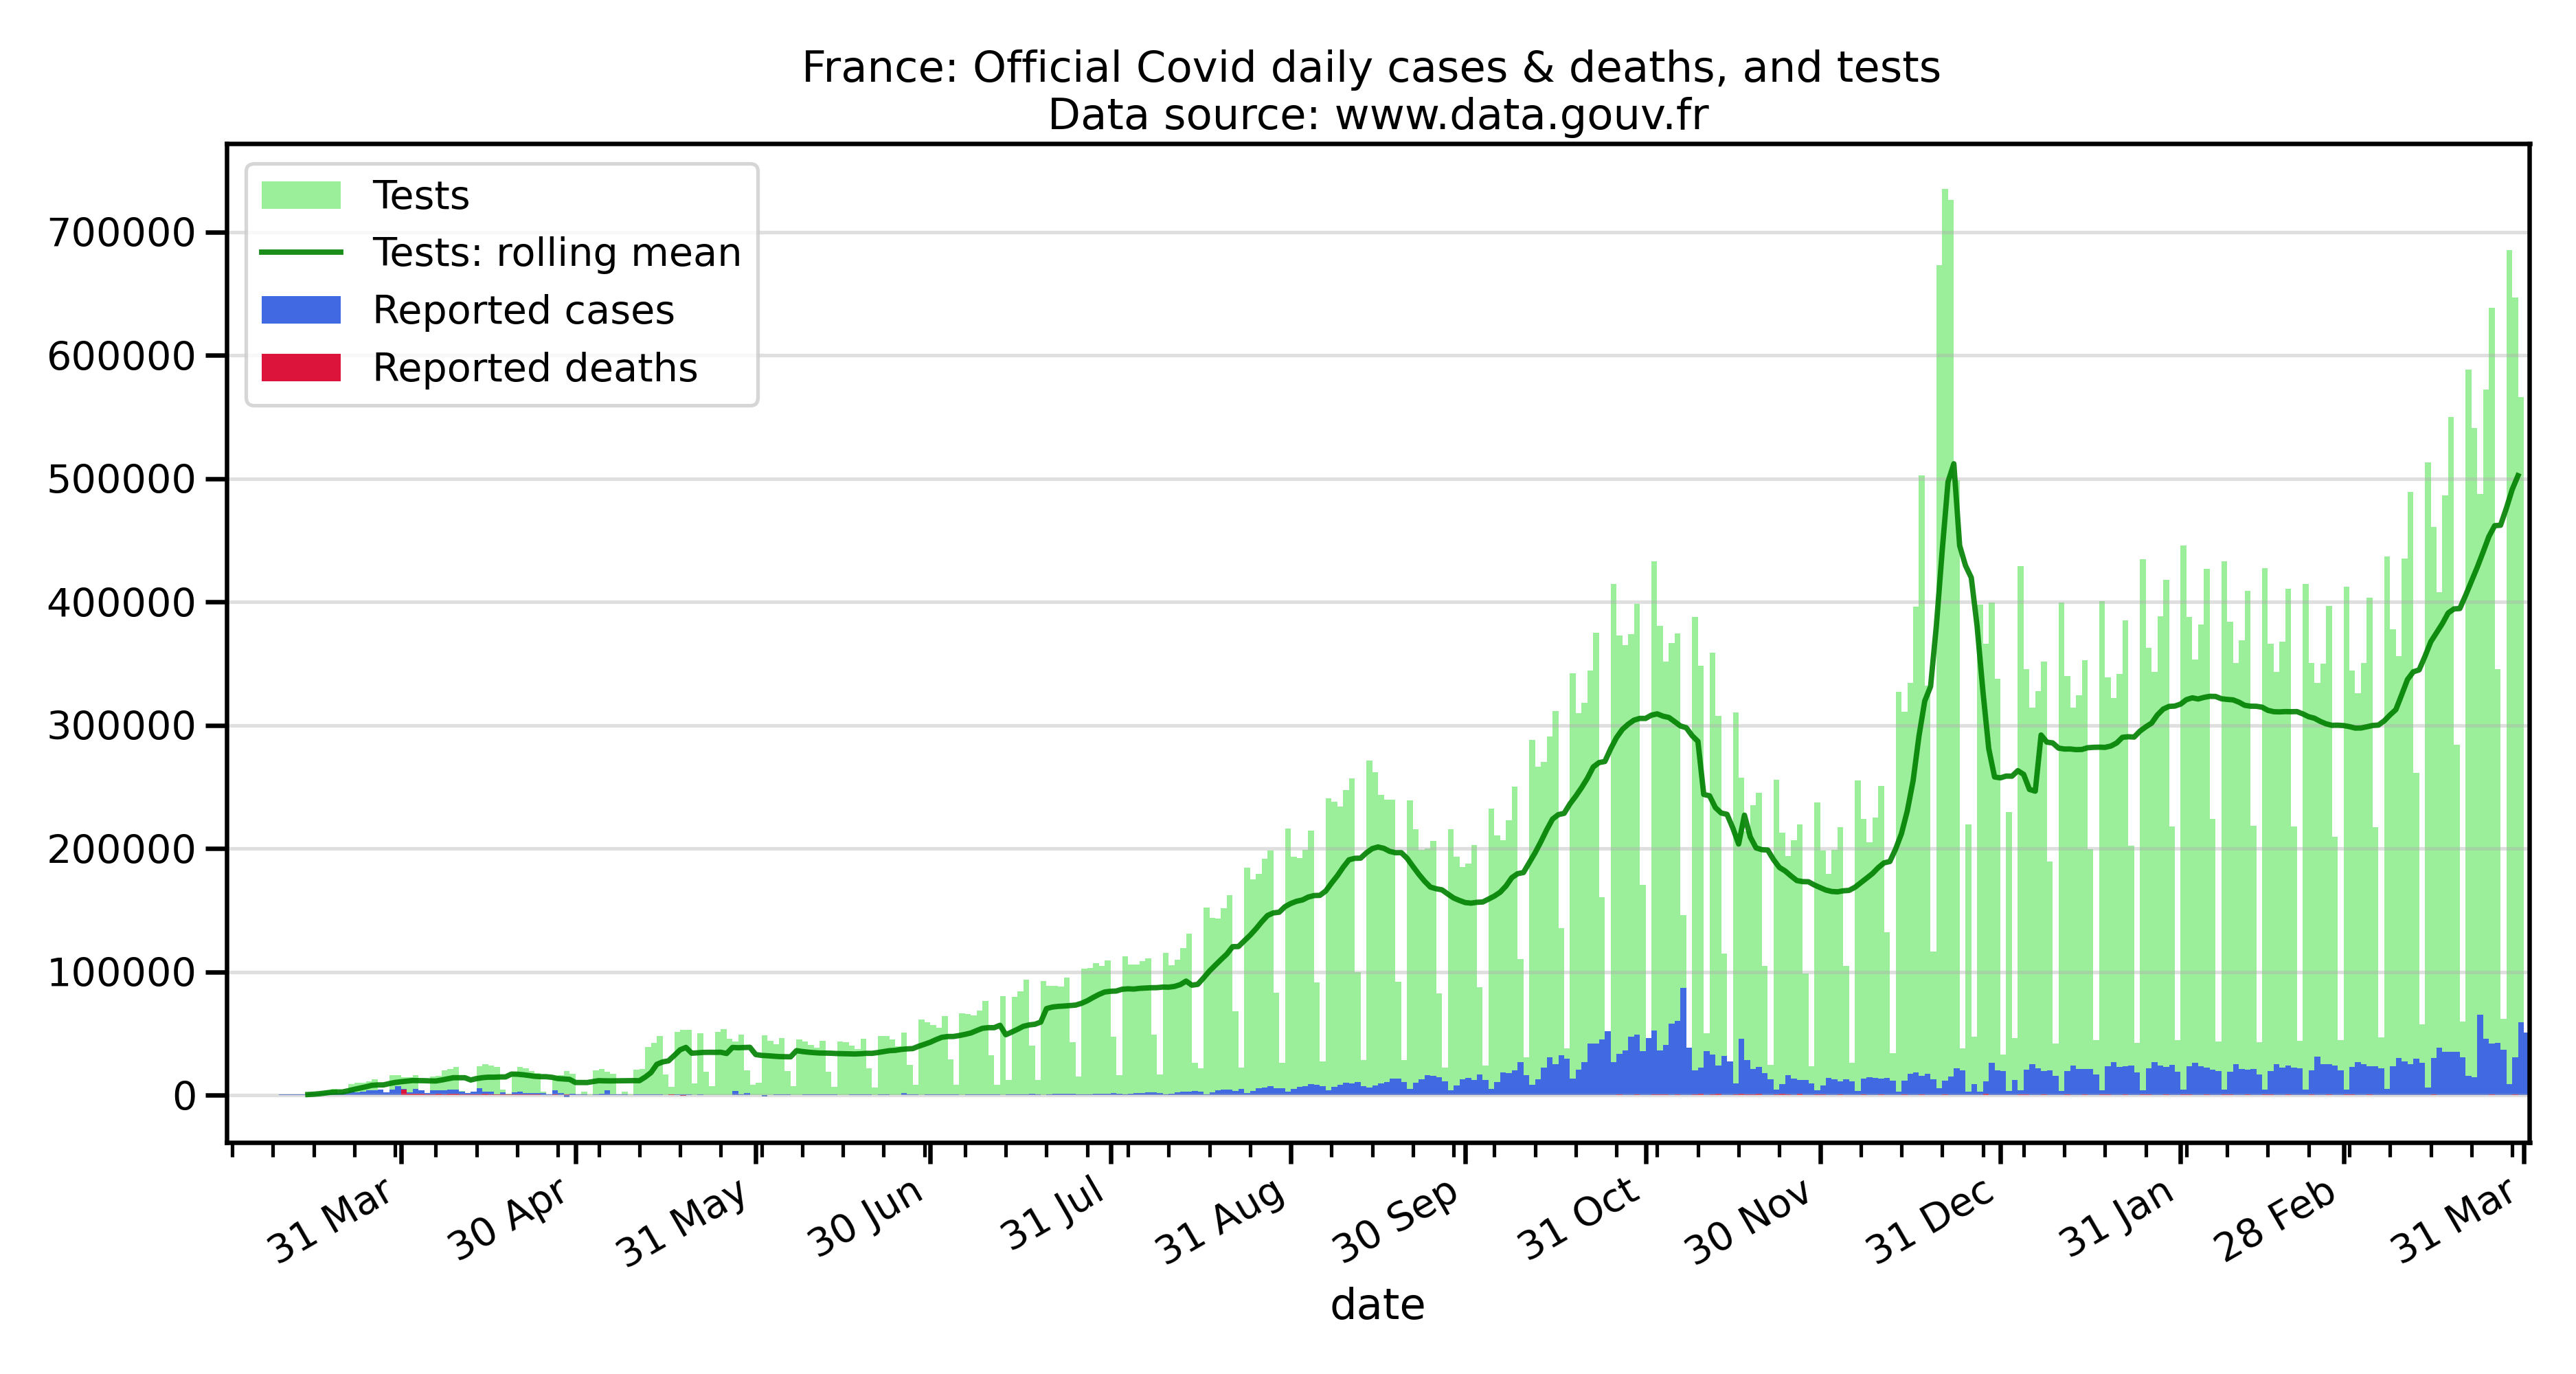 France: Official Covid daily cases & deaths, and tests
Data source: www.data.gouv.fr
Tests
Tests: rolling mean
Reported cases
Reported deaths
700000
600000
500000
400000
300000
200000
100000
0
31 Mar
30 Apr
31 May
30 Jun
31 Jul
31 Aug
30 Sep
31 Oct
30 Nov
31 Dec
31 Jan
28 Feb
31 Mar
date